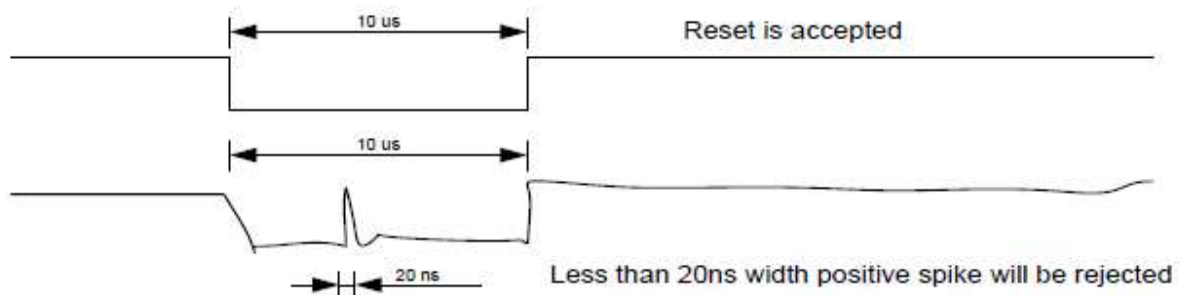 10 us
Reset is accepted
10 us
20 ns
Less than 20ns width positive spike will be rejected